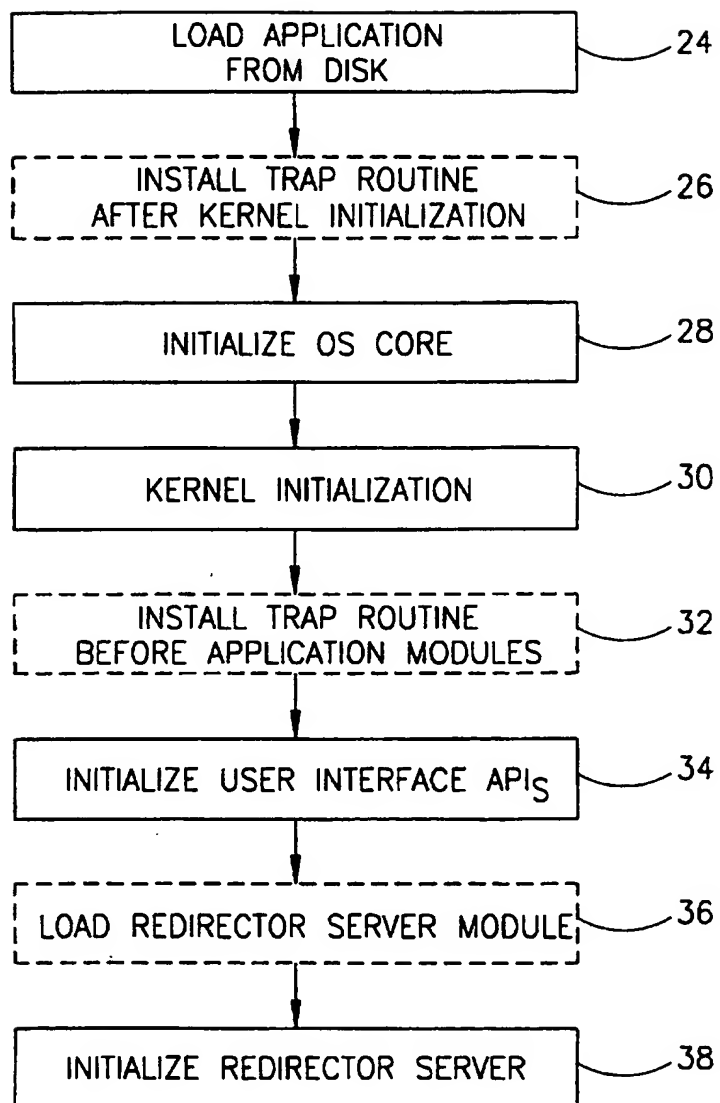 LOAD APPLICATION
FROM DISK
24
INSTALL TRAP ROUTINE
AFTER KERNEL INITIALIZATION
26
INITIALIZE OS CORE
28
KERNEL INITIALIZATION
30
INSTALL TRAP ROUTINE
BEFORE APPLICATION MODULES
32
INITIALIZE USER INTERFACE APIS
34
LOAD REDIRECTOR SERVER MODULE
36
INITIALIZE REDIRECTOR SERVER
38